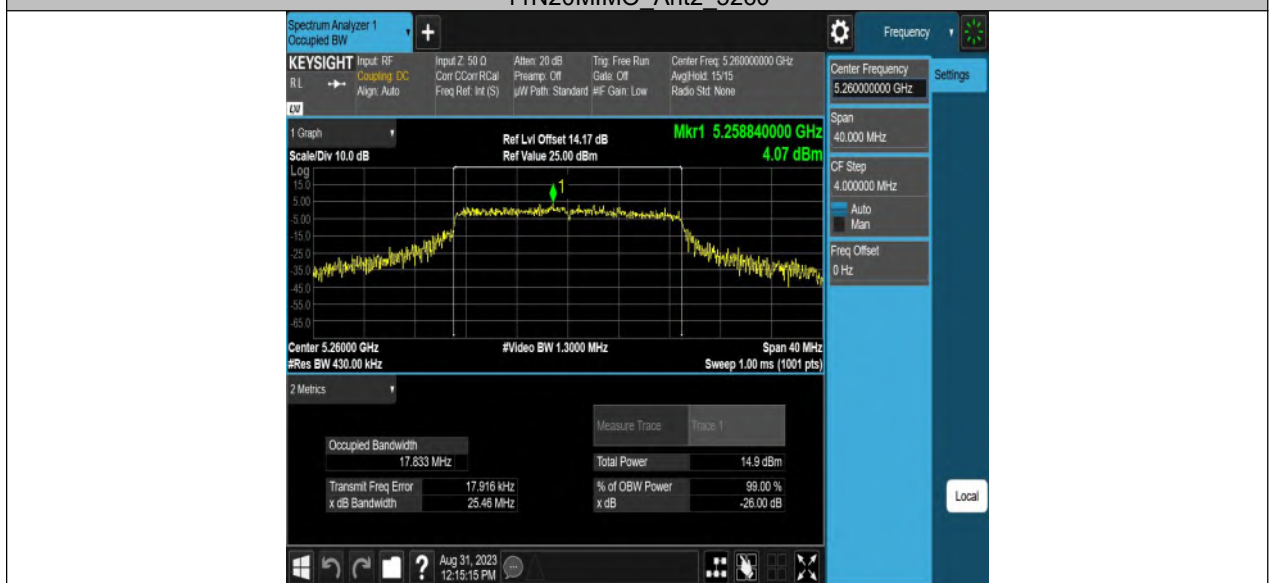 11N20MIMO_Ant2_5260
Spectrum Analyzer 1
Occupied BW
+
Frequency
KEYSIGHT
RL
LXI
Input: RF
Coupling: DC
Align: Auto
Input Z: 50 Ω
Corr CCorr RCal
Freq Ref: Int (S)
Atten: 20 dB
Preamp: Off
µW Path: Standard
Trig: Free Run
Gate: Off
#IF Gain: Low
Center Freq: 5.260000000 GHz
Avg|Hold: 15/15
Radio Std: None
Center Frequency
5.260000000 GHz
Settings
Span
40.000 MHz
CF Step
4.000000 MHz
Auto
Man
Freq Offset
0 Hz
Local
1 Graph
Scale/Div 10.0 dB
Ref Lvl Offset 14.17 dB
Ref Value 25.00 dBm
Mkr1 5.258840000 GHz
4.07 dBm
Log
15.0
5.00
-5.00
-15.0
-25.0
-35.0
-45.0
-55.0
-65.0
1
Center 5.26000 GHz
#Res BW 430.00 kHz
#Video BW 1.3000 MHz
Span 40 MHz
Sweep 1.00 ms (1001 pts)
2 Metrics
Measure Trace Trace 1
Occupied Bandwidth
17.833 MHz
Total Power 14.9 dBm
Transmit Freq Error 17.916 kHz
% of OBW Power 99.00 %
x dB Bandwidth 25.46 MHz
x dB -26.00 dB
?
Aug 31, 2023
12:15:15 PM